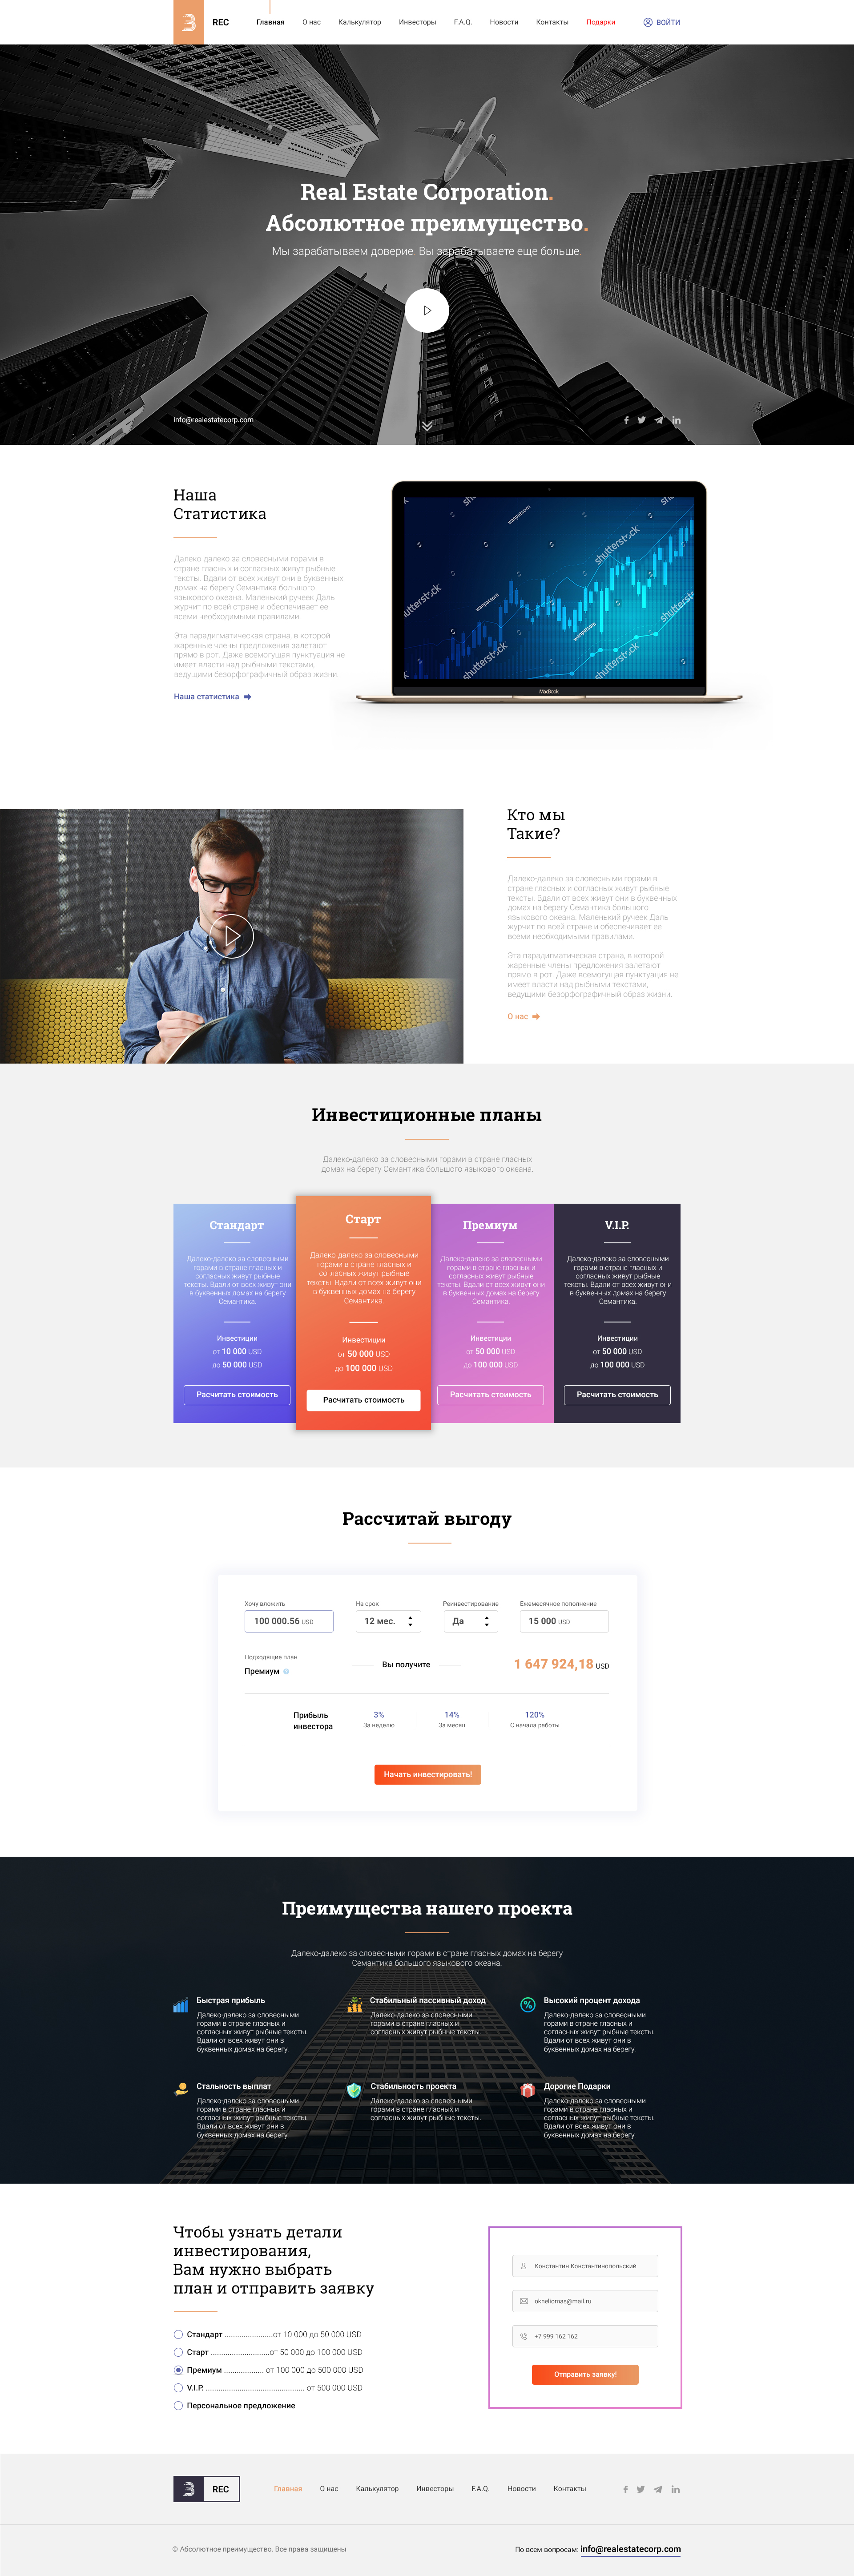 REC
Главная О нас Калькулятор Инвесторы F.A.Q. Новости Контакты Подарки ВОЙТИ
Real Estate Corporation.
Абсолютное преимущество.
Мы зарабатываем доверие. Вы зарабатываете еще больше.
info@realestatecorp.com
Наша
Статистика
Далеко-далеко за словесными горами в
стране гласных и согласных живут рыбные
тексты. Вдали от всех живут они в буквенных
домах на берегу Семантика большого
языкового океана. Маленький ручеек Даль
журчит по всей стране и обеспечивает ее
всеми необходимыми правилами.
Эта парадигматическая страна, в которой
жаренные члены предложения залетают
прямо в рот. Даже всемогущая пунктуация не
имеет власти над рыбными текстами,
ведущими безорфографичный образ жизни.
Наша статистика
shutterstock
wanpatsorn
shutterstock
wanpatsorn
shutterstock
wanpatsorn
shutterstock
MacBook
Кто мы
Такие?
Далеко-далеко за словесными горами в
стране гласных и согласных живут рыбные
тексты. Вдали от всех живут они в буквенных
домах на берегу Семантика большого
языкового океана. Маленький ручеек Даль
журчит по всей стране и обеспечивает ее
всеми необходимыми правилами.
Эта парадигматическая страна, в которой
жаренные члены предложения залетают
прямо в рот. Даже всемогущая пунктуация не
имеет власти над рыбными текстами,
ведущими безорфографичный образ жизни.
О нас
Инвестиционные планы
Далеко-далеко за словесными горами в стране гласных
домах на берегу Семантика большого языкового океана.
Стандарт
Далеко-далеко за словесными
горами в стране гласных и
согласных живут рыбные
тексты. Вдали от всех живут они
в буквенных домах на берегу
Семантика.
Инвестиции
от 10 000 USD
до 50 000 USD
Расчитать стоимость
Старт
Далеко-далеко за словесными
горами в стране гласных и
согласных живут рыбные
тексты. Вдали от всех живут они
в буквенных домах на берегу
Семантика.
Инвестиции
от 50 000 USD
до 100 000 USD
Расчитать стоимость
Премиум
Далеко-далеко за словесными
горами в стране гласных и
согласных живут рыбные
тексты. Вдали от всех живут они
в буквенных домах на берегу
Семантика.
Инвестиции
от 50 000 USD
до 100 000 USD
Расчитать стоимость
V.I.P.
Далеко-далеко за словесными
горами в стране гласных и
согласных живут рыбные
тексты. Вдали от всех живут они
в буквенных домах на берегу
Семантика.
Инвестиции
от 50 000 USD
до 100 000 USD
Расчитать стоимость
Рассчитай выгоду
Хочу вложить На срок Реинвестирование Ежемесячное пополнение
100 000.56 USD 12 мес. Да 15 000 USD
Подходящие план
Премиум Вы получите 1 647 924,18 USD
Прибыль
инвестора
3% 14% 120%
За неделю За месяц С начала работы
Начать инвестировать!
Преимущества нашего проекта
Далеко-далеко за словесными горами в стране гласных домах на берегу
Семантика большого языкового океана.
Быстрая прибыль
Далеко-далеко за словесными
горами в стране гласных и
согласных живут рыбные тексты.
Вдали от всех живут они в
буквенных домах на берегу.
Стабильный пассивный доход
Далеко-далеко за словесными
горами в стране гласных и
согласных живут рыбные тексты.
Высокий процент дохода
Далеко-далеко за словесными
горами в стране гласных и
согласных живут рыбные тексты.
Вдали от всех живут они в
буквенных домах на берегу.
Стальность выплат
Далеко-далеко за словесными
горами в стране гласных и
согласных живут рыбные тексты.
Вдали от всех живут они в
буквенных домах на берегу.
Стабильность проекта
Далеко-далеко за словесными
горами в стране гласных и
согласных живут рыбные тексты.
Дорогие Подарки
Далеко-далеко за словесными
горами в стране гласных и
согласных живут рыбные тексты.
Вдали от всех живут они в
буквенных домах на берегу.
Чтобы узнать детали
инвестирования,
Вам нужно выбрать
план и отправить заявку
Стандарт .......................от 10 000 до 50 000 USD
Старт ............................от 50 000 до 100 000 USD
Премиум ................... от 100 000 до 500 000 USD
V.I.P. ............................................... от 500 000 USD
Персональное предложение
Константин Константинопольский
oknellomas@mail.ru
+7 999 162 162
Отправить заявку!
REC
Главная О нас Калькулятор Инвесторы F.A.Q. Новости Контакты
© Абсолютное преимущество. Все права защищены
По всем вопросам: info@realestatecorp.com